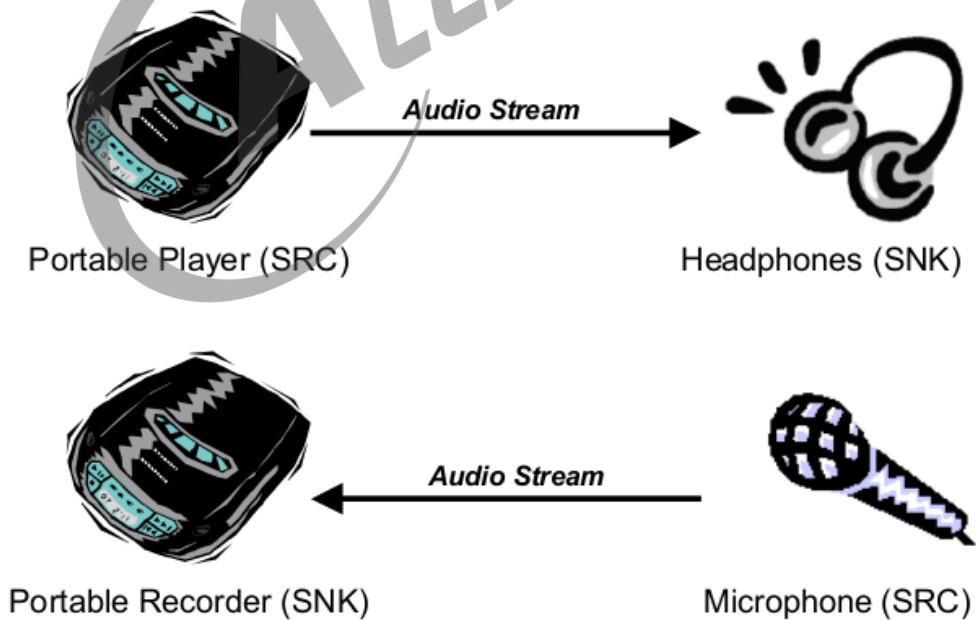 Audio Stream
Portable Player (SRC)
Headphones (SNK)
Audio Stream
Portable Recorder (SNK)
Microphone (SRC)